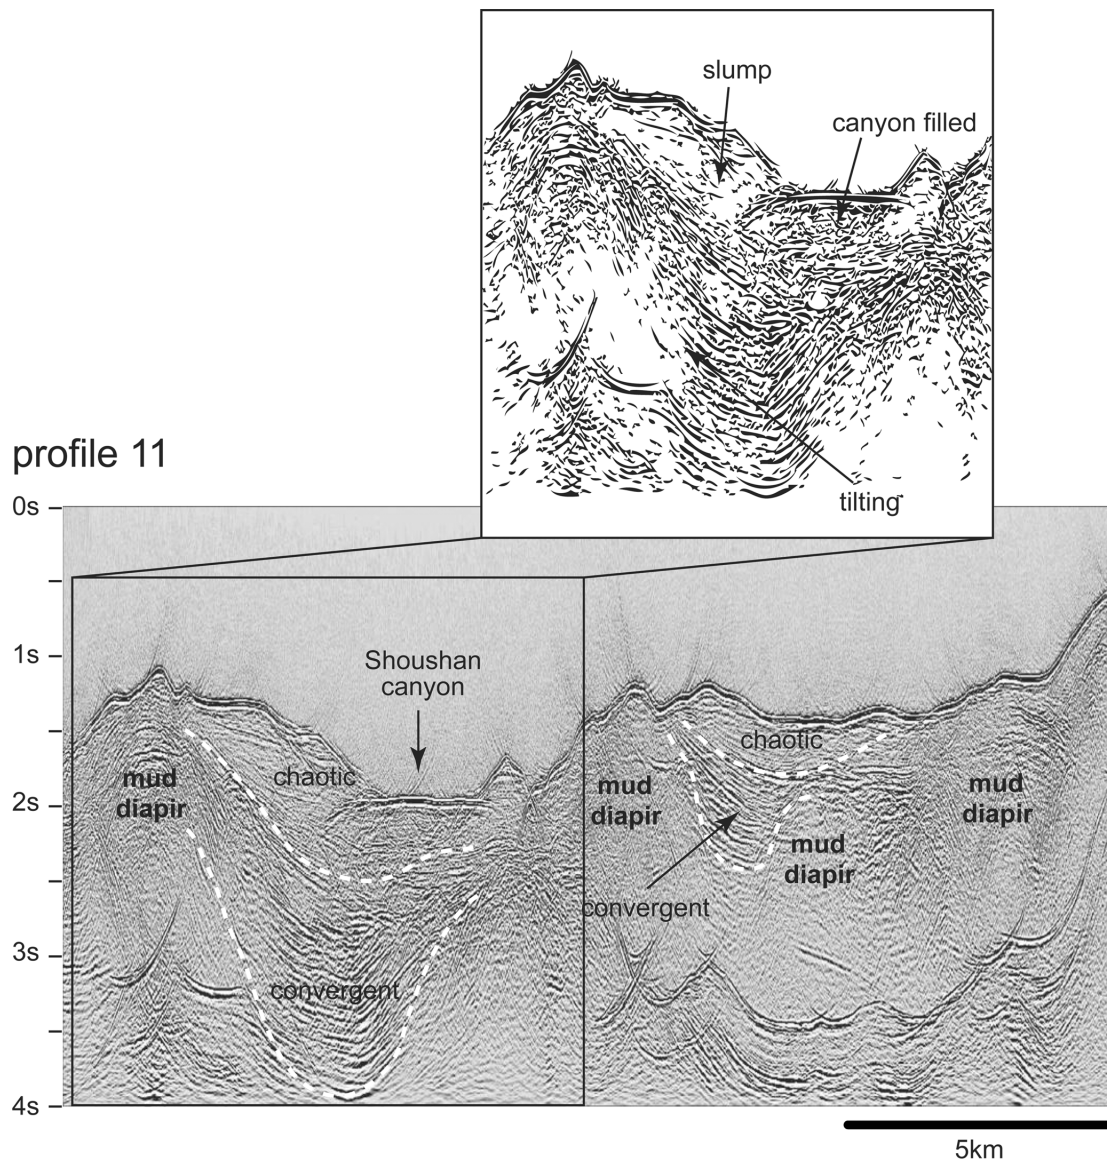 slump
canyon filled
tilting
profile 11
0s
1s
2s
3s
4s
Shoushan
canyon
chaotic
mud
diapir
convergent
chaotic
mud
diapir
mud
diapir
mud
diapir
convergent
5km